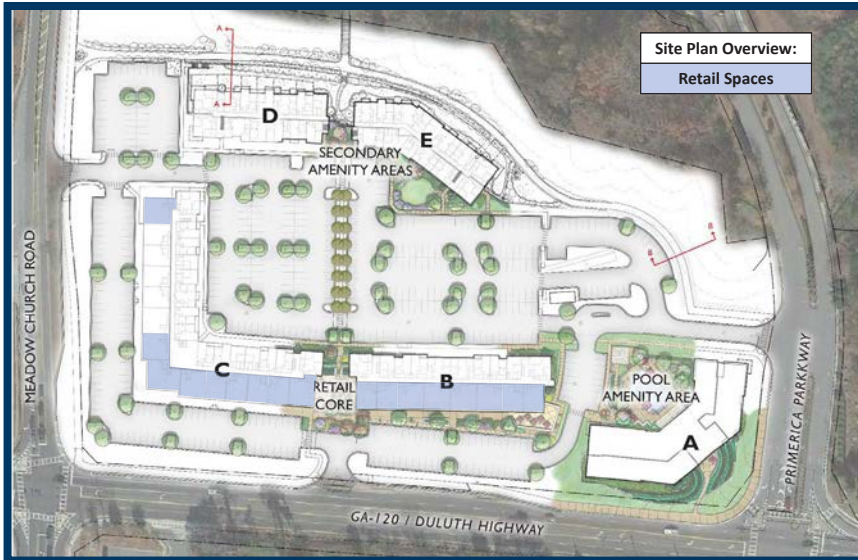 Site Plan Overview:
Retail Spaces
A
A
D
E
SECONDARY
AMENITY AREAS
B
B
MEADOW CHURCH ROAD
C
RETAIL
CORE
B
POOL
AMENITY AREA
A
PRIMERICA PARKKWAY
GA-120 / DULUTH HIGHWAY